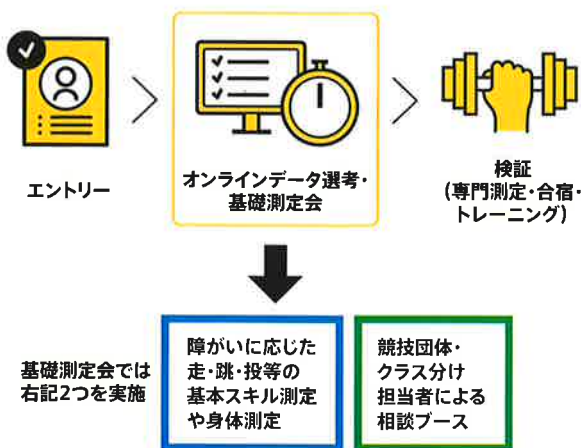 エントリー
オンラインデータ選考・
基礎測定会
検証
(専門測定・合宿・
トレーニング)
基礎測定会では
右記2つを実施
障がいに応じた
走・跳・投等の
基本スキル測定
や身体測定
競技団体・
クラス分け
担当者による
相談ブース